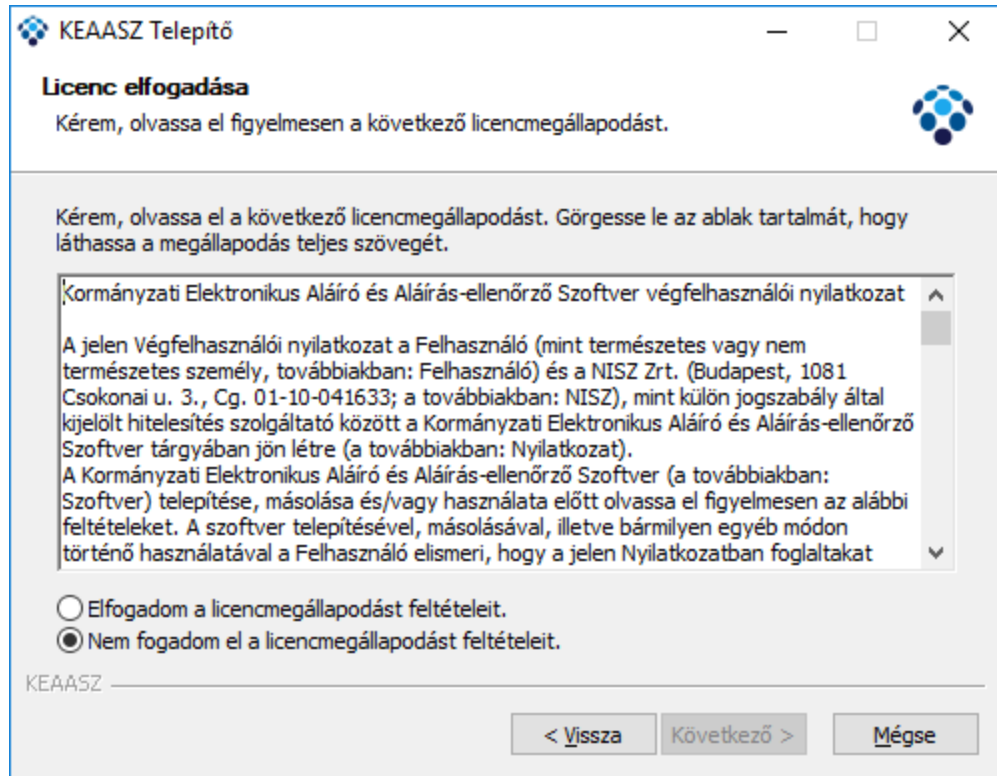 KEAASZ Telepítő
Licenc elfogadása
Kérem, olvassa el figyelmesen a következő licencmegállapodást.
Kérem, olvassa el a következő licencmegállapodást. Görgesse le az ablak tartalmát, hogy
láthassa a megállapodás teljes szövegét.
Kormányzati Elektronikus Aláíró és Aláírás-ellenőrző Szoftver végfelhasználói nyilatkozat
A jelen Végfelhasználói nyilatkozat a Felhasználó (mint természetes vagy nem
természetes személy, továbbiakban: Felhasználó) és a NISZ Zrt. (Budapest, 1081
Csokonai u. 3., Cg. 01-10-041633; a továbbiakban: NISZ), mint külön jogszabály által
kijelölt hitelesítés szolgáltató között a Kormányzati Elektronikus Aláíró és Aláírás-ellenőrző
Szoftver tárgyában jön létre (a továbbiakban: Nyilatkozat).
A Kormányzati Elektronikus Aláíró és Aláírás-ellenőrző Szoftver (a továbbiakban:
Szoftver) telepítése, másolása és/vagy használata előtt olvassa el figyelmesen az alábbi
feltételeket. A szoftver telepítésével, másolásával, illetve bármilyen egyéb módon
történő használatával a Felhasználó elismeri, hogy a jelen Nyilatkozatban foglaltakat
Elfogadom a licencmegállapodást feltételeit.
Nem fogadom el a licencmegállapodást feltételeit.
KEAASZ
< Vissza
Következő >
Mégse